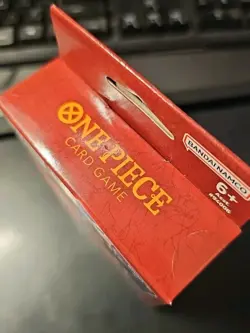 ONE PIECE
CARD GAME
BANDAI NAMCO
6+